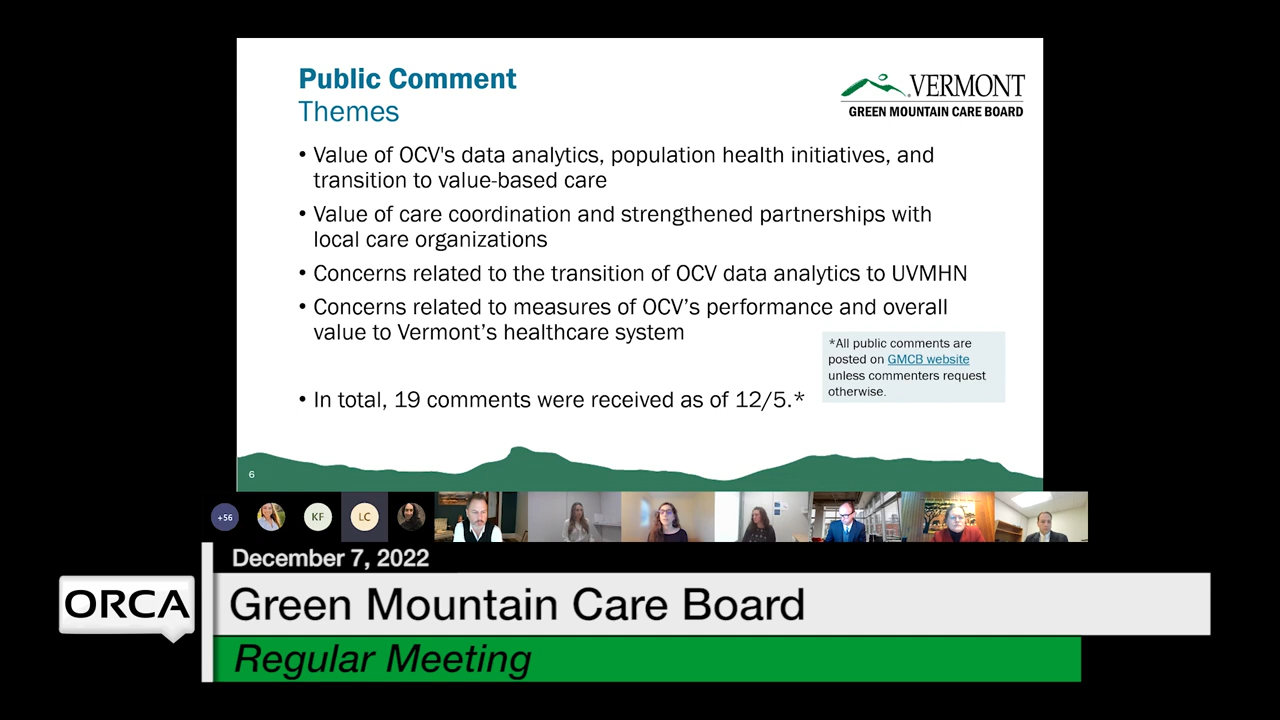 Public Comment
Themes
VERMONT
GREEN MOUNTAIN CARE BOARD
• Value of OCV's data analytics, population health initiatives, and
transition to value-based care
• Value of care coordination and strengthened partnerships with
local care organizations
• Concerns related to the transition of OCV data analytics to UVMHN
• Concerns related to measures of OCV’s performance and overall
value to Vermont’s healthcare system
*All public comments are
posted on GMCB website
unless commenters request
otherwise.
• In total, 19 comments were received as of 12/5.*
6
+56
KF
LC
December 7, 2022
ORCA
Green Mountain Care Board
Regular Meeting